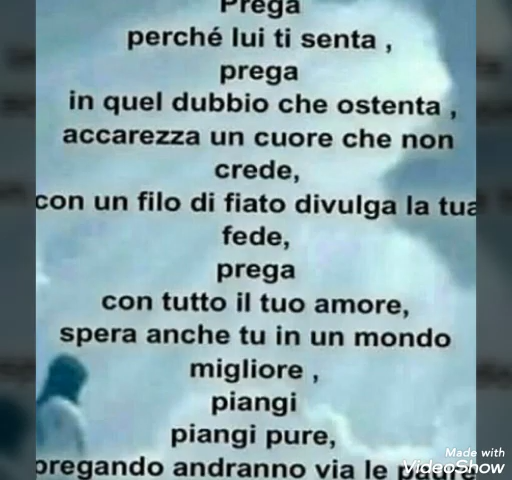 Prega
perché lui ti senta ,
prega
in quel dubbio che ostenta ,
accarezza un cuore che non
crede,
con un filo di fiato divulga la tua
fede,
prega
con tutto il tuo amore,
spera anche tu in un mondo
migliore ,
piangi
piangi pure,
pregando andranno via le paure
Made with
VideoShow